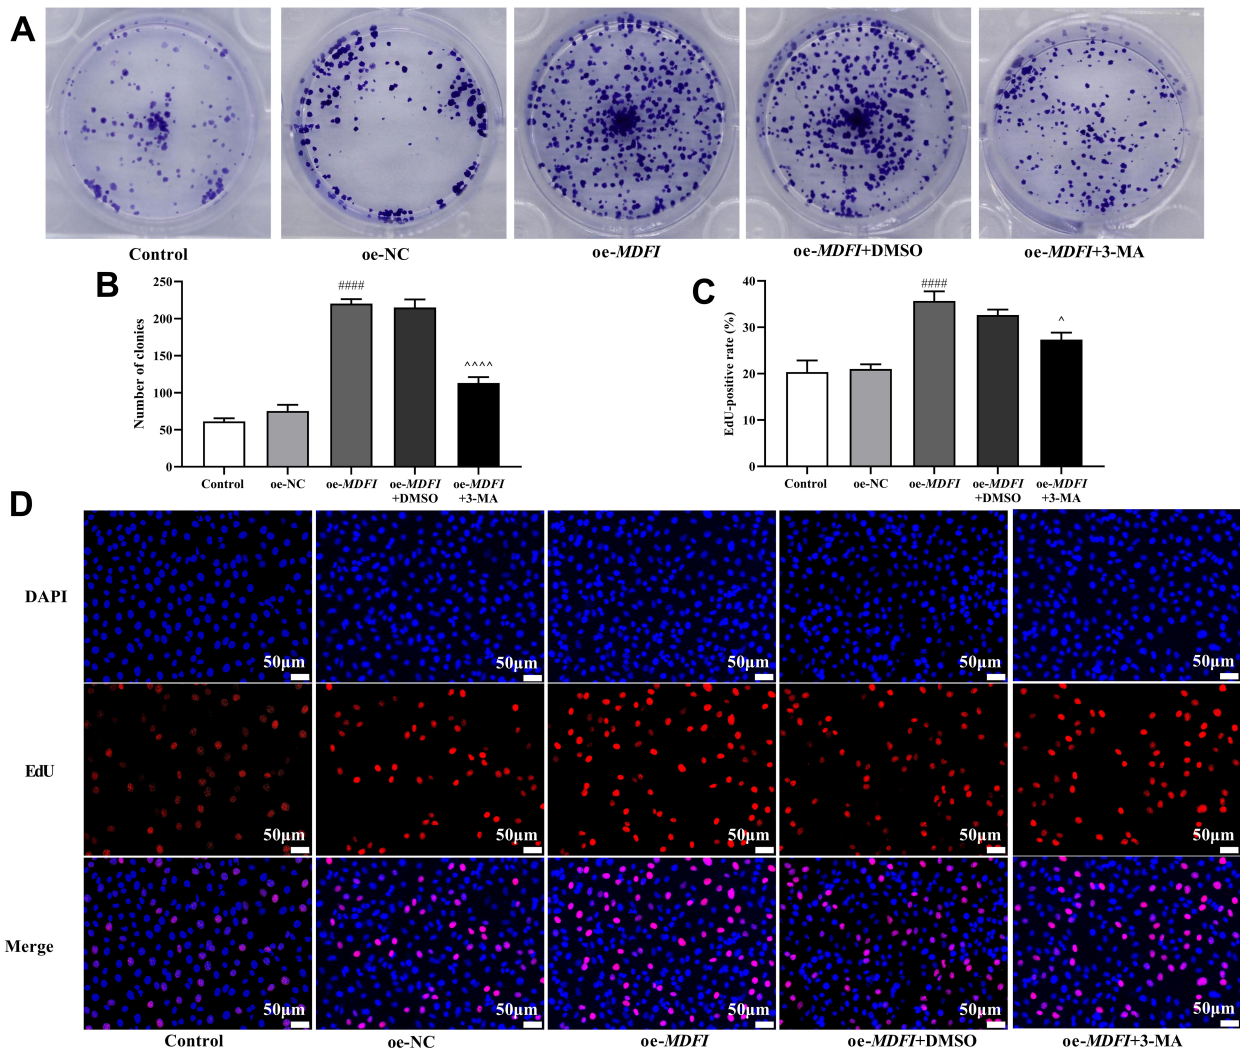 A
Control
oe-NC
oe-MDFI
oe-MDFI+DMSO
oe-MDFI+3-MA
B
Number of clonies
250
200
150
100
50
0
####
^^^^
Control
oe-NC
oe-MDFI
oe-MDFI
+DMSO
oe-MDFI
+3-MA
C
EdU-positive rate (%)
40
30
20
10
0
####
^
Control
oe-NC
oe-MDFI
oe-MDFI
+DMSO
oe-MDFI
+3-MA
D
DAPI
50μm
50μm
50μm
50μm
50μm
EdU
50μm
50μm
50μm
50μm
50μm
Merge
50μm
50μm
50μm
50μm
50μm
Control
oe-NC
oe-MDFI
oe-MDFI+DMSO
oe-MDFI+3-MA